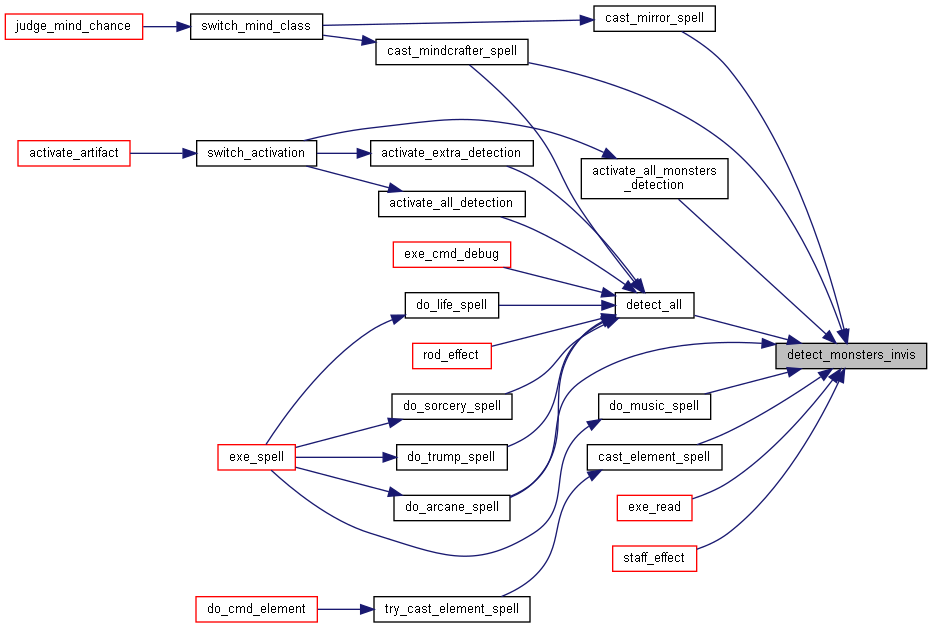 judge_mind_chance
switch_mind_class
cast_mirror_spell
cast_mindcrafter_spell
activate_artifact
switch_activation
activate_extra_detection
activate_all_monsters
_detection
activate_all_detection
exe_cmd_debug
do_life_spell
detect_all
rod_effect
detect_monsters_invis
do_sorcery_spell
do_music_spell
exe_spell
do_trump_spell
cast_element_spell
do_arcane_spell
exe_read
staff_effect
do_cmd_element
try_cast_element_spell